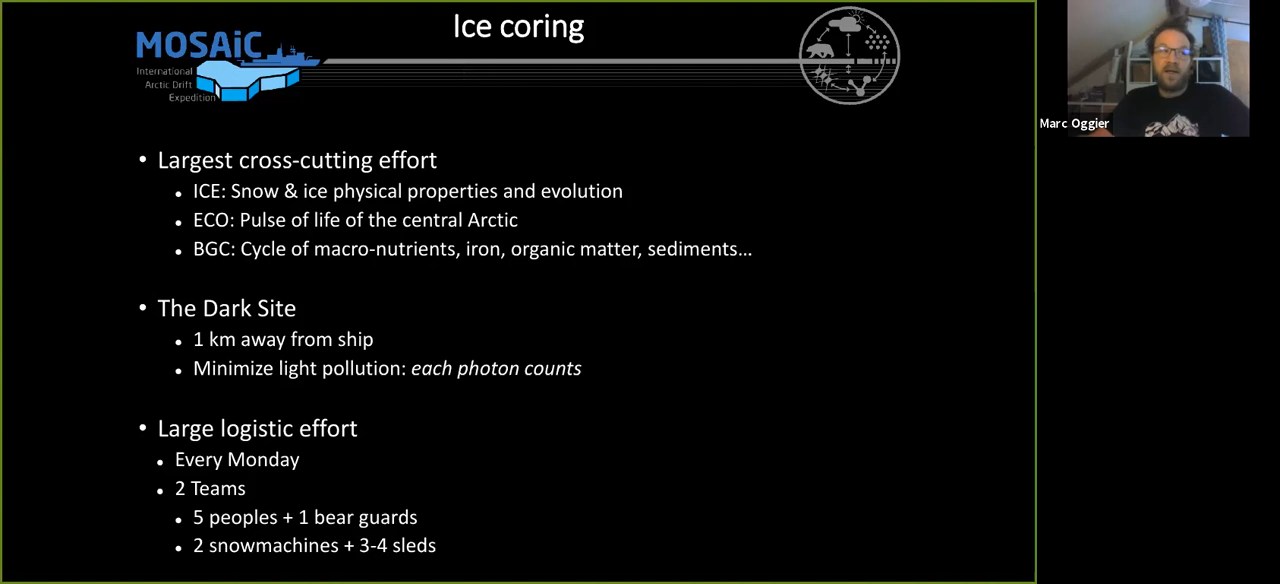 Ice coring
MOSAiC
International
Arctic Drift
Expedition
Marc Oggier
• Largest cross-cutting effort
• ICE: Snow & ice physical properties and evolution
• ECO: Pulse of life of the central Arctic
• BGC: Cycle of macro-nutrients, iron, organic matter, sediments…
• The Dark Site
• 1 km away from ship
• Minimize light pollution: each photon counts
• Large logistic effort
• Every Monday
• 2 Teams
• 5 peoples + 1 bear guards
• 2 snowmachines + 3-4 sleds